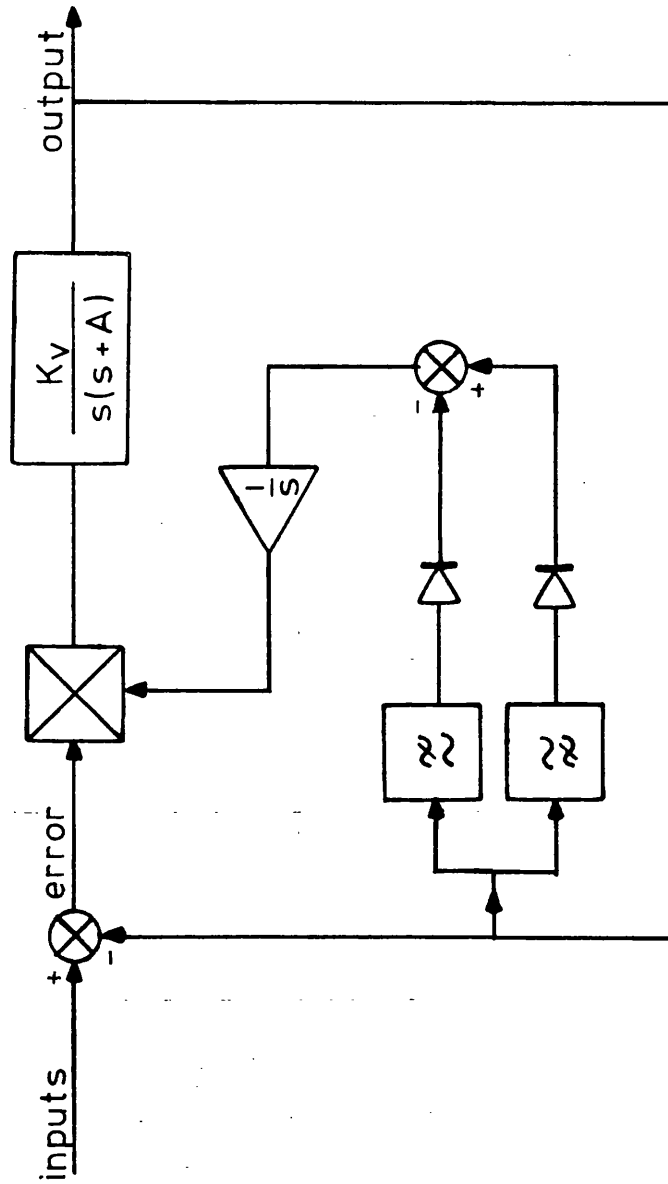 inputs
+
-
error
Kv
s(s+A)
output
1
s
-
+